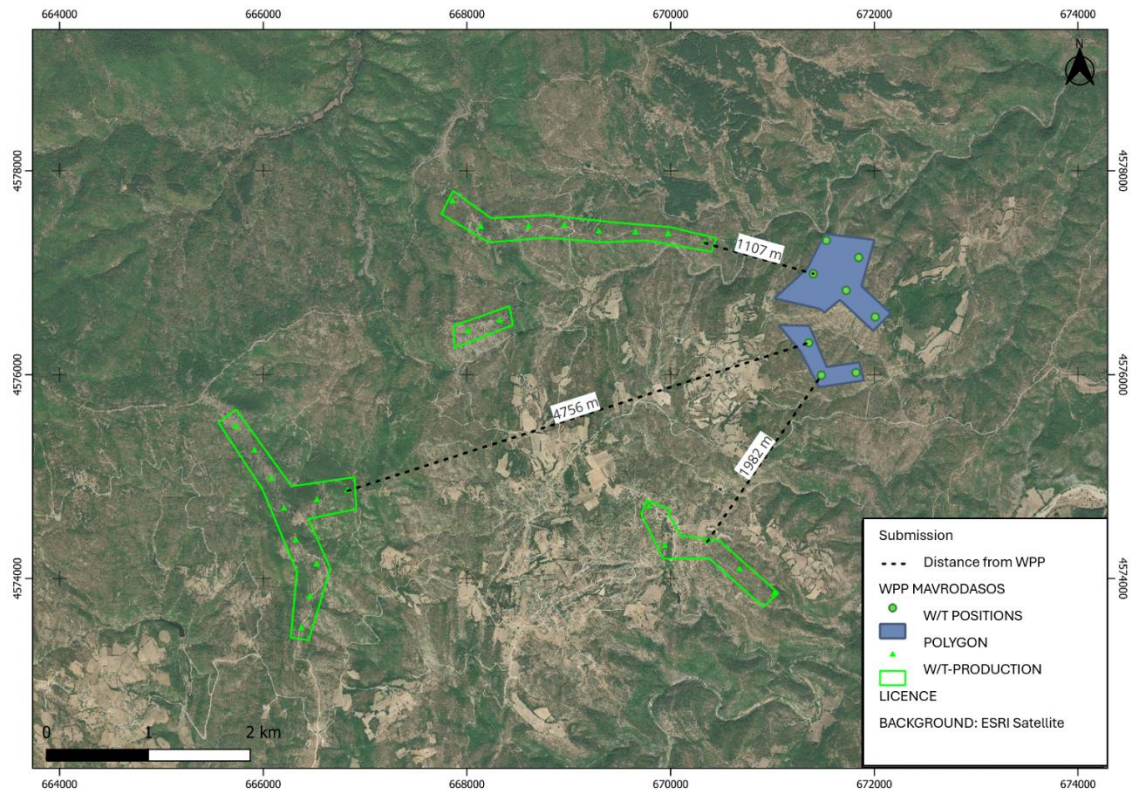 664000 666000 668000 670000 672000 674000
N
4578000 4578000
1107 m
4576000 4576000
4756 m
1982 m
4574000 4574000
Submission
Distance from WPP
WPP MAVRODASOS
W/T POSITIONS
POLYGON
W/T-PRODUCTION
LICENCE
BACKGROUND: ESRI Satellite
0 1 2 km
664000 666000 668000 670000 672000 674000